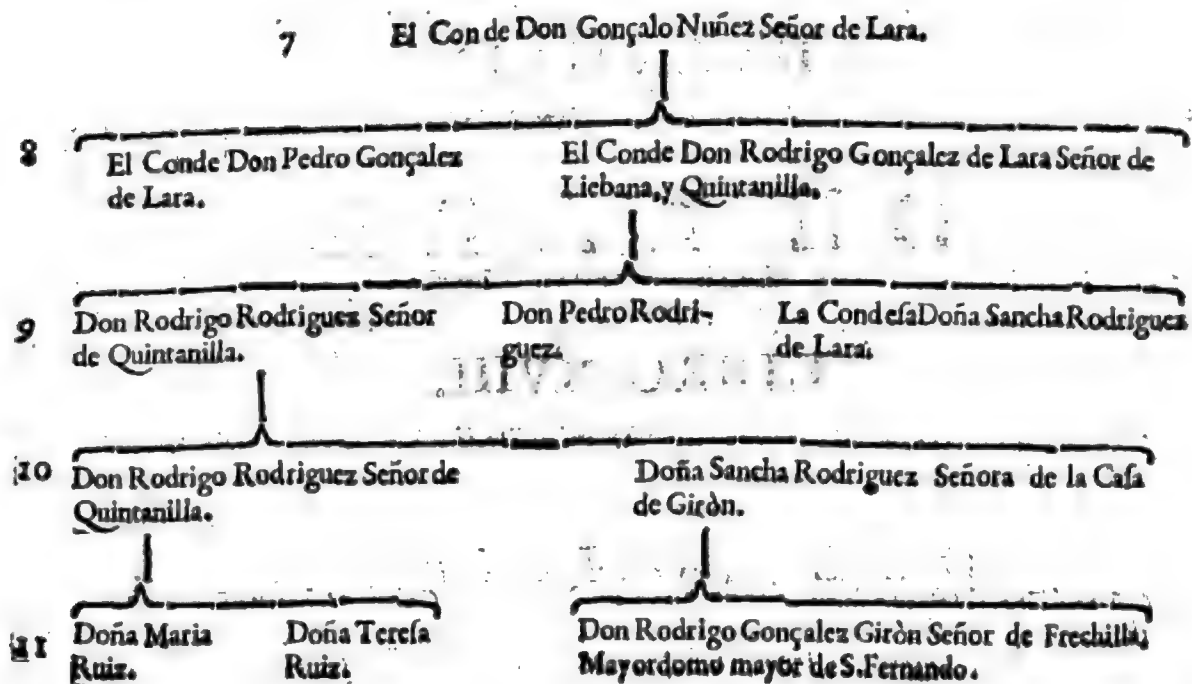 7 El Conde Don Gonçalo Nuñez Señor de Lara.
8 El Conde Don Pedro Gonçalez
de Lara.
El Conde Don Rodrigo Gonçalez de Lara Señor de
Liebana, y Quintanilla.
9 Don Rodrigo Rodriguez Señor
de Quintanilla.
Don Pedro Rodri-
guez.
La Condesa Doña Sancha Rodriguez
de Lara.
10 Don Rodrigo Rodriguez Señor de
Quintanilla.
Doña Sancha Rodriguez Señora de la Casa
de Giròn.
11 Doña Maria
Ruiz.
Doña Teresa
Ruiz.
Don Rodrigo Gonçalez Giròn Señor de Frechilla,
Mayordomo mayor de S. Fernando.